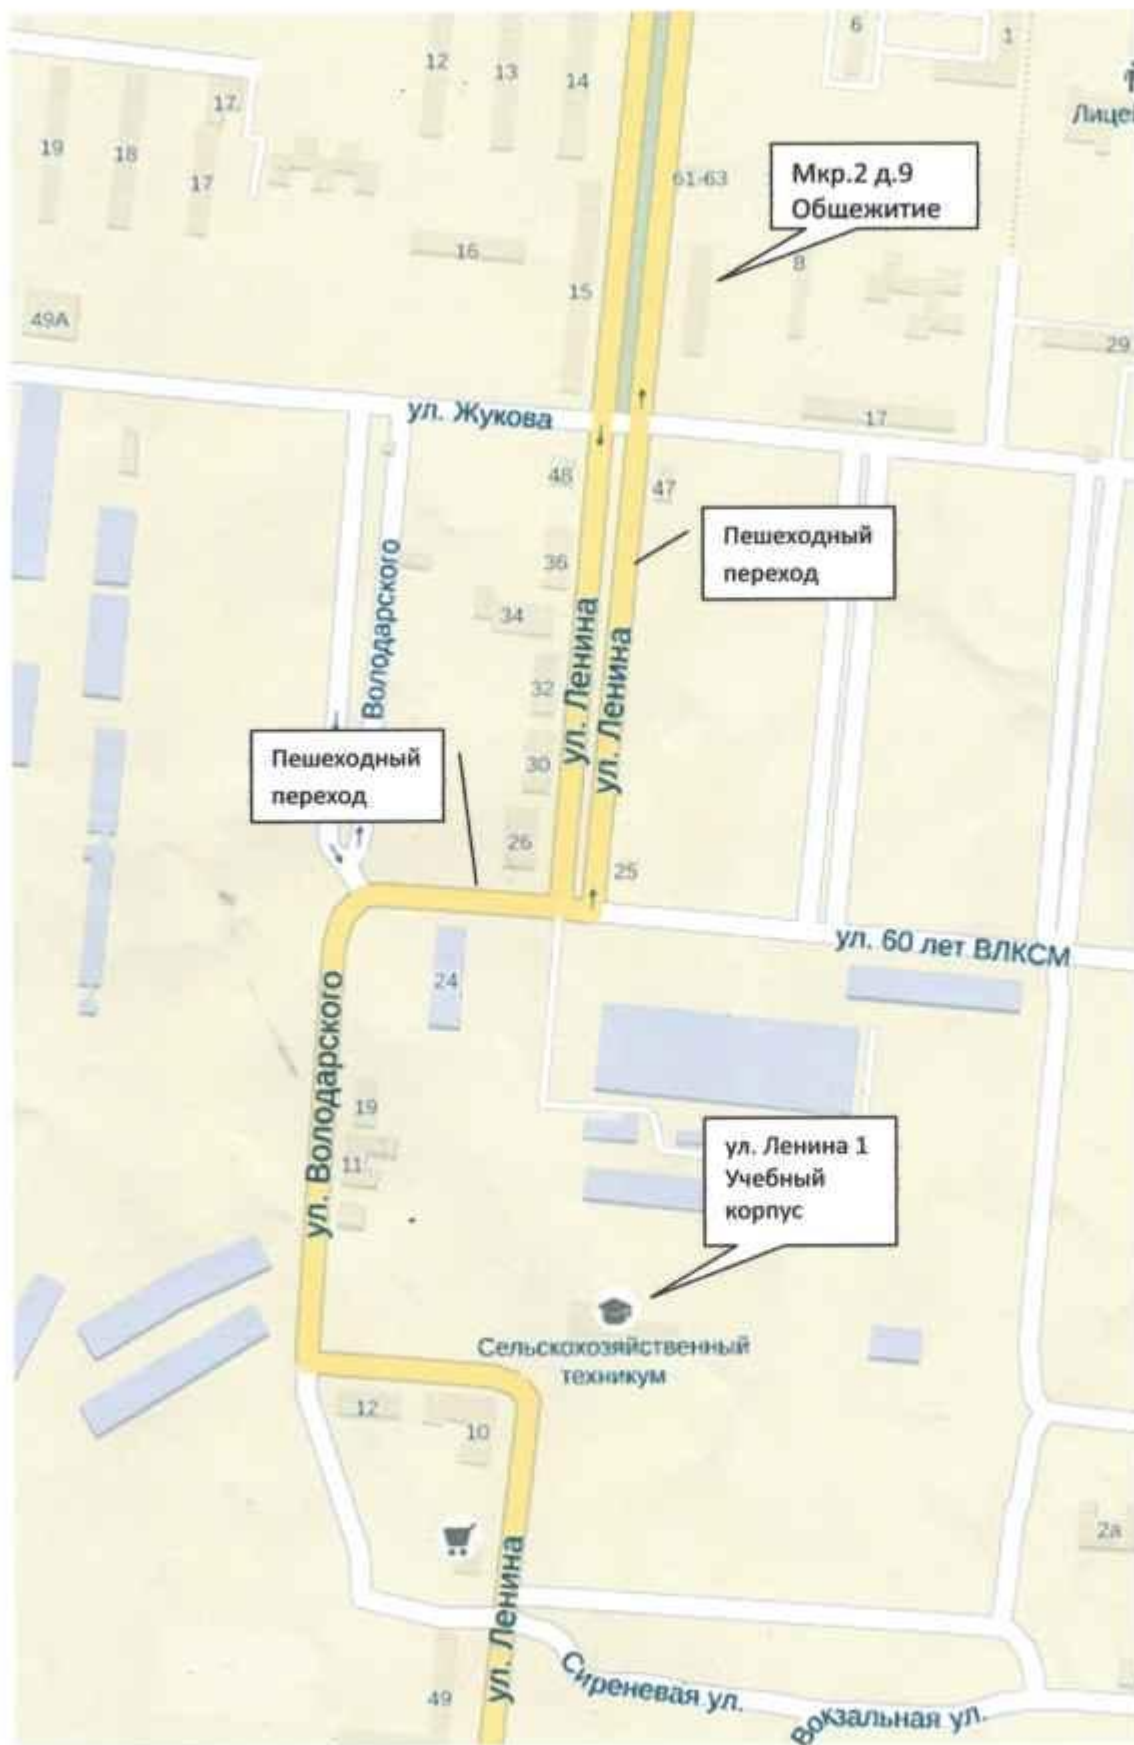 6
1
12
13
14
Лице
17
19
18
17
61-63
Мкр.2 д.9
Обшежитие
16
8
15
49А
29
ул. Жукова
17
48
47
Пешеходный
переход
36
Володарского
34
ул. Ленина
ул. Ленина
32
Пешеходный
переход
30
26
25
ул. 60 лет ВЛКСМ
24
ул. Володарского
19
11
ул. Ленина 1
Учебный
корпус
Сельскохозяйственный
техникум
12
10
2а
ул. Ленина
49
Сиреневая ул.
Вокзальная ул.